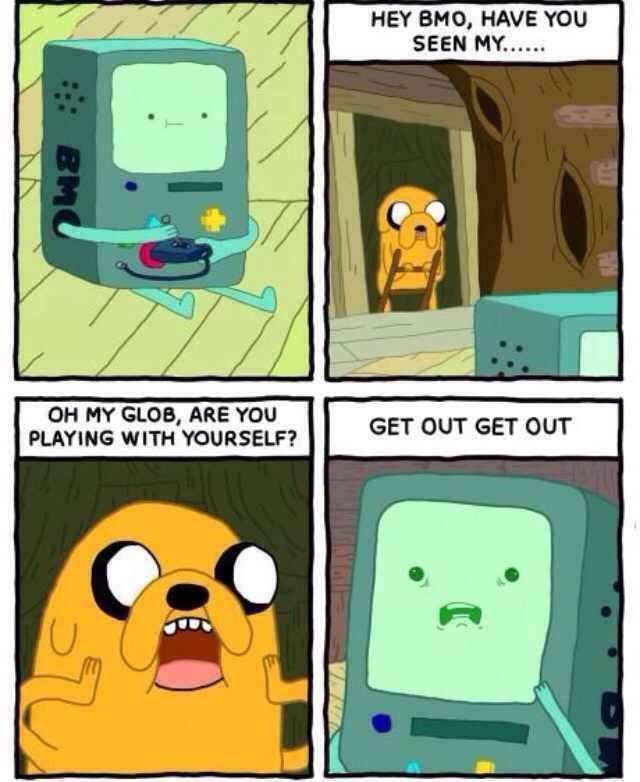 BMO
HEY BMO, HAVE YOU
SEEN MY......
OH MY GLOB, ARE YOU
PLAYING WITH YOURSELF?
GET OUT GET OUT